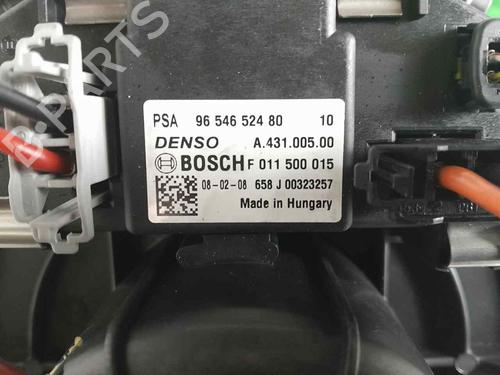 PSA 96 546 524 80 10
DENSO A.431.005.00
BOSCH F 011 500 015
08-02-08 658 J 00323257
Made in Hungary